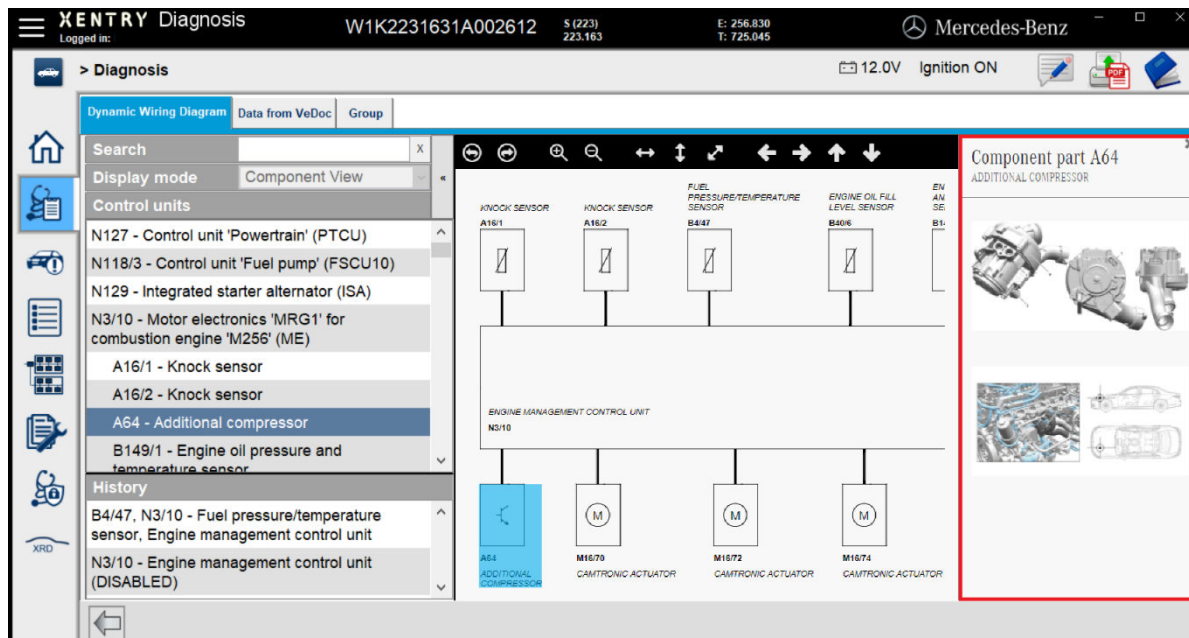 XENTRY Diagnosis
Logged in:
W1K2231631A002612
S (223)
223.163
E: 256.830
T: 725.045
Mercedes-Benz
> Diagnosis
12.0V
Ignition ON
PDF
Dynamic Wiring Diagram
Data from VeDoc
Group
Search
X
Display mode
Component View
«
Control units
N127 - Control unit 'Powertrain' (PTCU)
N118/3 - Control unit 'Fuel pump' (FSCU10)
N129 - Integrated starter alternator (ISA)
N3/10 - Motor electronics 'MRG1' for
combustion engine 'M256' (ME)
A16/1 - Knock sensor
A16/2 - Knock sensor
A64 - Additional compressor
B149/1 - Engine oil pressure and
temperature sensor
History
B4/47, N3/10 - Fuel pressure/temperature
sensor, Engine management control unit
N3/10 - Engine management control unit
(DISABLED)
XRD
KNOCK SENSOR
A16/1
KNOCK SENSOR
A16/2
FUEL
PRESSURE/TEMPERATURE
SENSOR
B4/47
ENGINE OIL FILL
LEVEL SENSOR
B40/6
EN
AN
SE
B1
ENGINE MANAGEMENT CONTROL UNIT
N3/10
A64
ADDITIONAL
COMPRESSOR
M
M16/70
CAMTRONIC ACTUATOR
M
M16/72
CAMTRONIC ACTUATOR
M
M16/74
CAMTRONIC ACTUATOR
Component part A64
ADDITIONAL COMPRESSOR